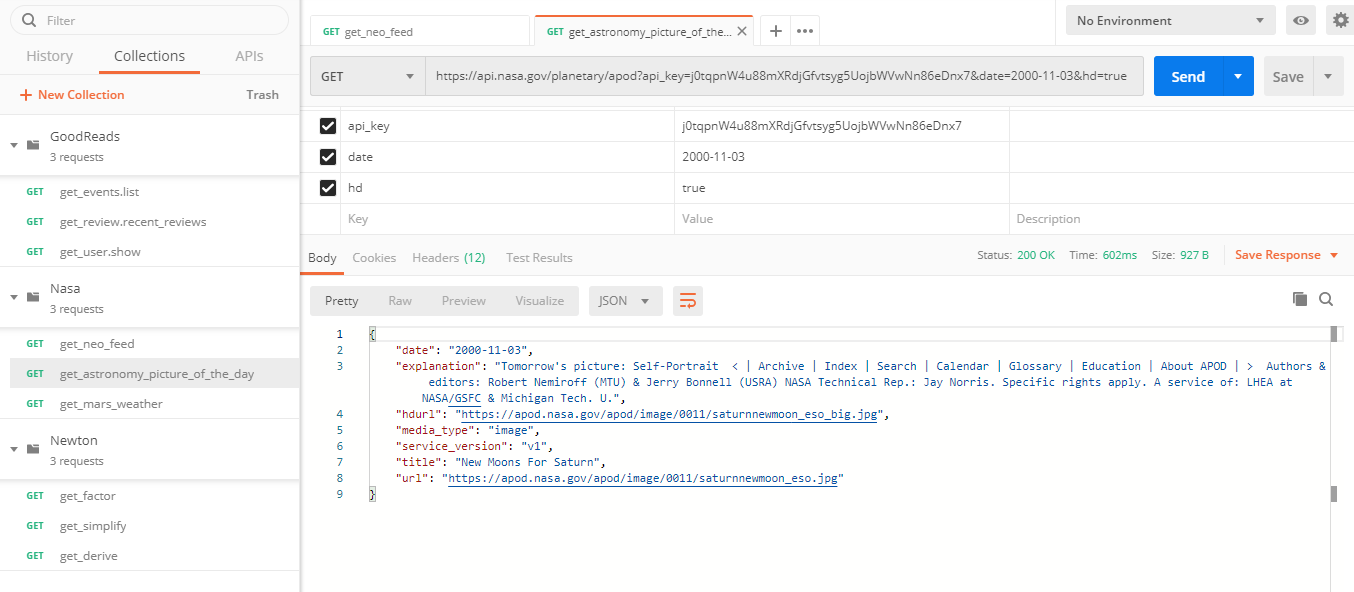 Filter
History Collections APIs
+ New Collection Trash
GoodReads
3 requests
GET get_events.list
GET get_review.recent_reviews
GET get_user.show
Nasa
3 requests
GET get_neo_feed
GET get_astronomy_picture_of_the_day
GET get_mars_weather
Newton
3 requests
GET get_factor
GET get_simplify
GET get_derive
GET get_neo_feed GET get_astronomy_picture_of_the... No Environment
GET https://api.nasa.gov/planetary/apod?api_key=j0tqpnW4u88mXRdjGfvtsyg5UojbWVwNn86eDnx7&date=2000-11-03&hd=true Send Save
api_key j0tqpnW4u88mXRdjGfvtsyg5UojbWVwNn86eDnx7
date 2000-11-03
hd true
Key Value Description
Body Cookies Headers (12) Test Results Status: 200 OK Time: 602ms Size: 927 B Save Response
Pretty Raw Preview Visualize JSON
1 {
2 "date": "2000-11-03",
3 "explanation": "Tomorrow's picture: Self-Portrait < | Archive | Index | Search | Calendar | Glossary | Education | About APOD | > Authors &
editors: Robert Nemiroff (MTU) & Jerry Bonnell (USRA) NASA Technical Rep.: Jay Norris. Specific rights apply. A service of: LHEA at
NASA/GSFC & Michigan Tech. U.",
4 "hdurl": "https://apod.nasa.gov/apod/image/0011/saturnnewmoon_eso_big.jpg",
5 "media_type": "image",
6 "service_version": "v1",
7 "title": "New Moons For Saturn",
8 "url": "https://apod.nasa.gov/apod/image/0011/saturnnewmoon_eso.jpg"
9 }